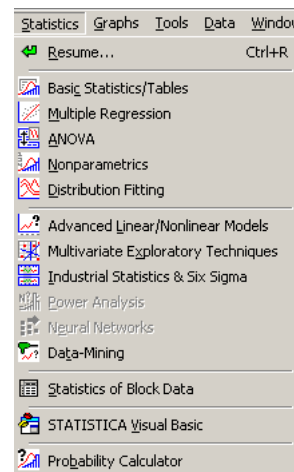 Statistics Graphs Tools Data
Resume... Ctrl+R
Basic Statistics/Tables
Multiple Regression
ANOVA
Nonparametrics
Distribution Fitting
Advanced Linear/Nonlinear Models
Multivariate Exploratory Techniques
Industrial Statistics & Six Sigma
Power Analysis
Neural Networks
Data-Mining
Statistics of Block Data
STATISTICA Visual Basic
Probability Calculator